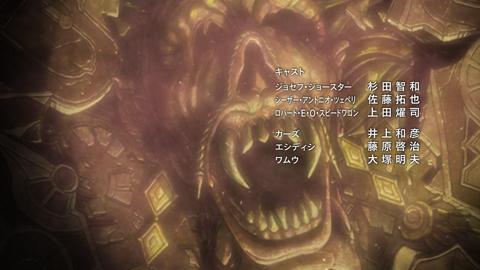 キャスト
ジョセフ・ジョースター 杉田智和
シーザー・アントニオ・ツェペリ 佐藤拓也
ロバート・E・O・スピードワゴン 上田燿司
カーズ 井上和彦
エシディシ 藤原啓治
ワムウ 大塚明夫